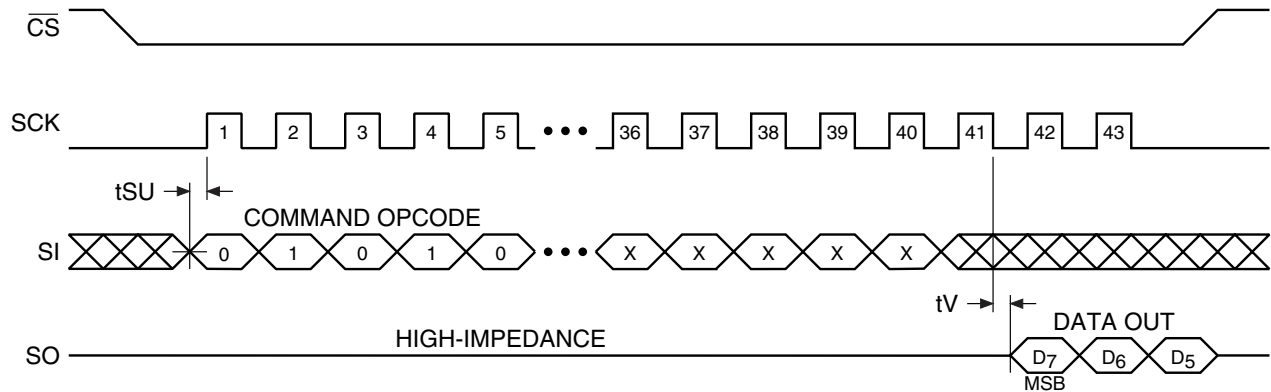 CS
SCK 1 2 3 4 5 ••• 36 37 38 39 40 41 42 43
tSU
COMMAND OPCODE
SI 0 1 0 1 0 ••• X X X X X
tV
DATA OUT
HIGH-IMPEDANCE
SO D7 D6 D5
MSB